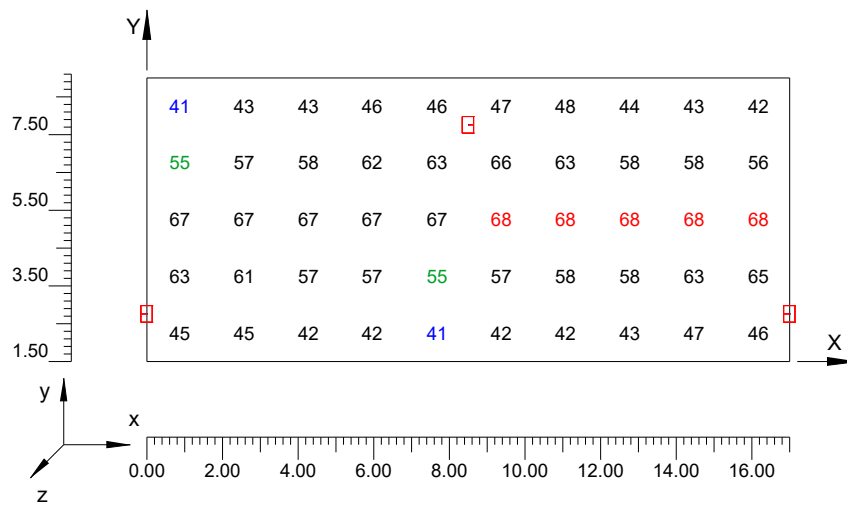 Y
41 43 43 46 46 47 48 44 43 42
7.50
55 57 58 62 63 66 63 58 58 56
5.50
67 67 67 67 67 68 68 68 68 68
3.50
63 61 57 57 55 57 58 58 63 65
45 45 42 42 41 42 42 43 47 46
1.50
X
y
x
z
0.00 2.00 4.00 6.00 8.00 10.00 12.00 14.00 16.00